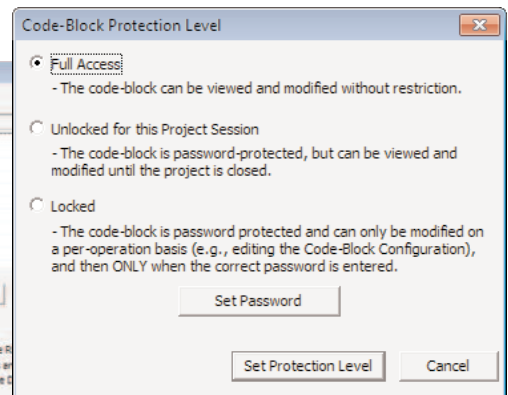 Code-Block Protection Level
Full Access
- The code-block can be viewed and modified without restriction.
Unlocked for this Project Session
- The code-block is password-protected, but can be viewed and
modified until the project is closed.
Locked
- The code-block is password protected and can only be modified on
a per-operation basis (e.g., editing the Code-Block Configuration),
and then ONLY when the correct password is entered.
Set Password
Set Protection Level
Cancel